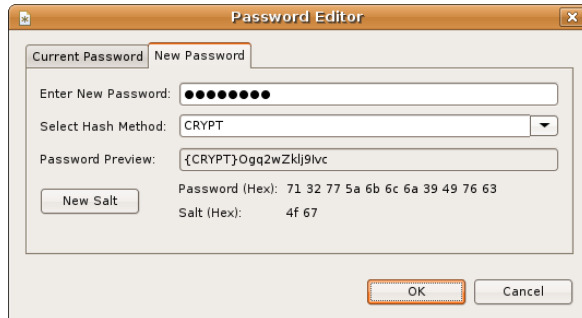 Password Editor
Current Password New Password
Enter New Password: ●●●●●●●●
Select Hash Method: CRYPT
Password Preview: {CRYPT}Ogq2wZklj9Ivc
New Salt
Password (Hex): 71 32 77 5a 6b 6c 6a 39 49 76 63
Salt (Hex): 4f 67
OK Cancel